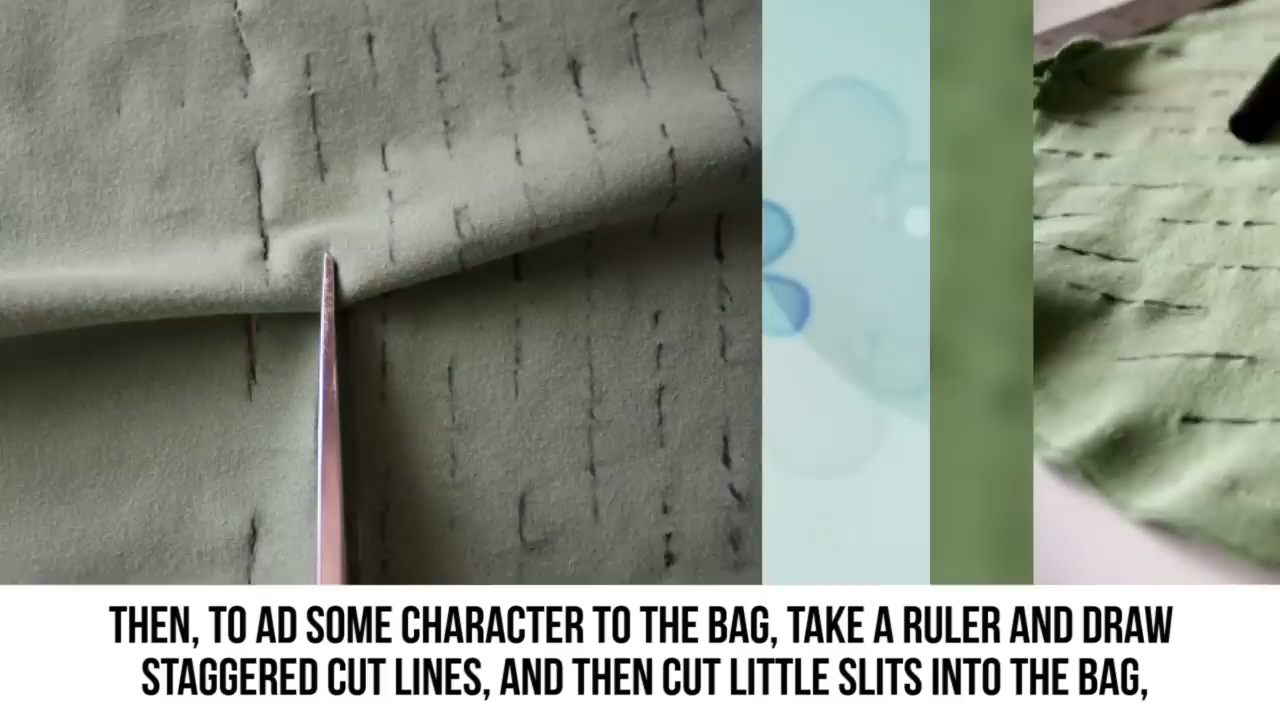 THEN, TO AD SOME CHARACTER TO THE BAG, TAKE A RULER AND DRAW
STAGGERED CUT LINES, AND THEN CUT LITTLE SLITS INTO THE BAG,